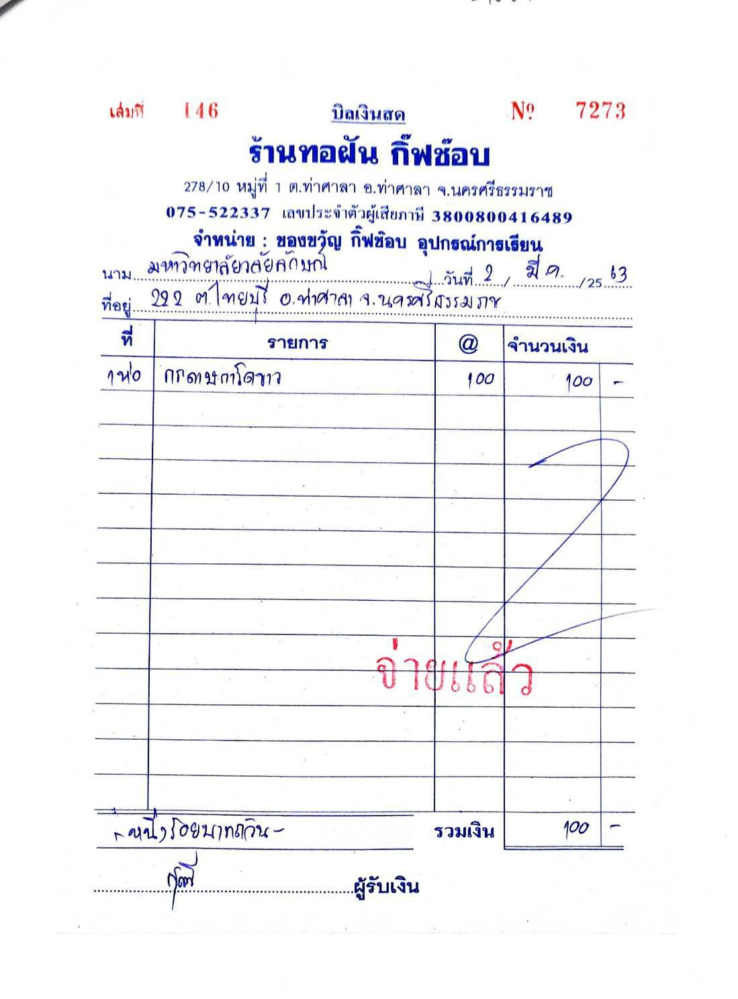 เล่มที่ 146 บิลเงินสด Nº 7273
ร้านทอฝัน กิ๊ฟช๊อบ
278/10 หมู่ที่ 1 ต.ท่าศาลา อ.ท่าศาลา จ.นครศรีธรรมราช
075-522337 เลขประจำตัวผู้เสียภาษี 3800800416489
จำหน่าย : ของขวัญ กิ๊ฟช๊อบ อุปกรณ์การเรียน
นาม มหาวิทยาลัยวลัยลักษณ์ วันที่ 2 / มี.ค. /25 63
ที่อยู่ 222 ต.ไทยบุรี อ.ท่าศาลา จ.นครศรีธรรมราช
ที่ รายการ @ จำนวนเงิน
1 ห่อ กระดาษการ์ดขาว 100 100 -
จ่ายแล้ว
- หนึ่งร้อยบาทถ้วน - รวมเงิน 100 -
ผู้รับเงิน